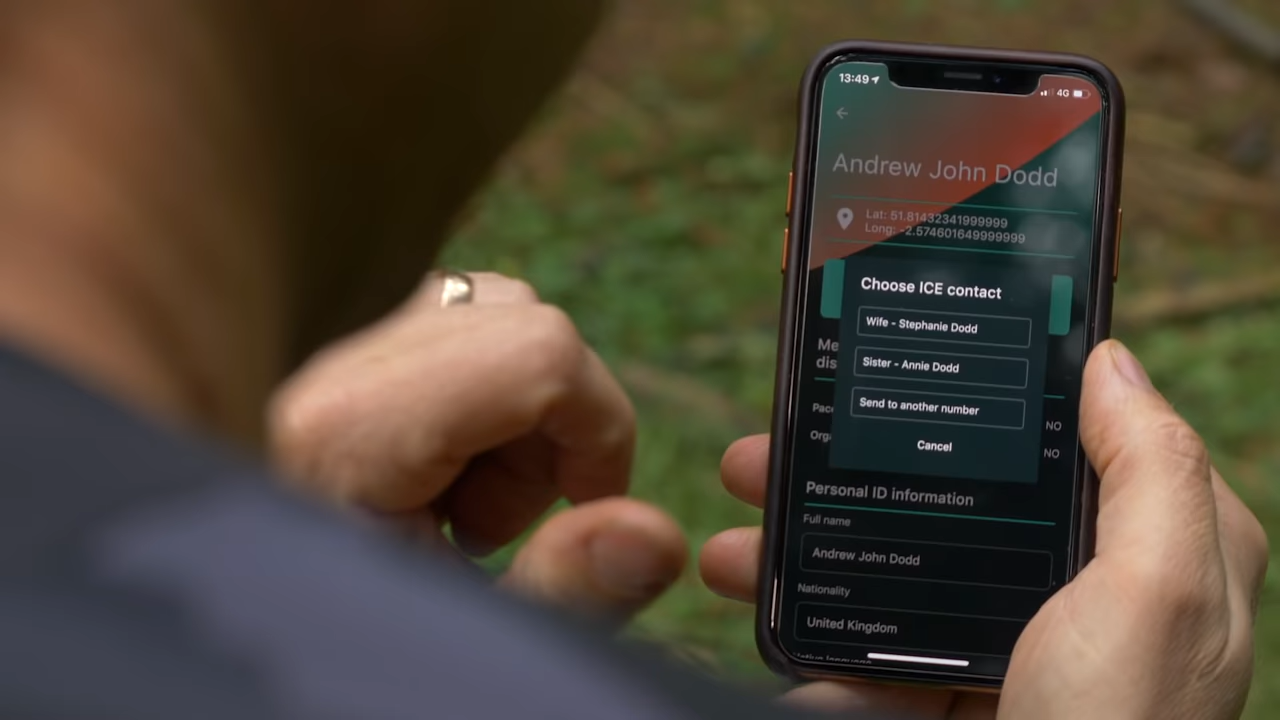 13:49
4G
Andrew John Dodd
Lat: 51.81432341999999
Long: -2.574601649999999
Choose ICE contact
Wife - Stephanie Dodd
Sister - Annie Dodd
Send to another number
Cancel
Me
dis
Pac
NO
Orga
NO
Personal ID information
Full name
Andrew John Dodd
Nationality
United Kingdom